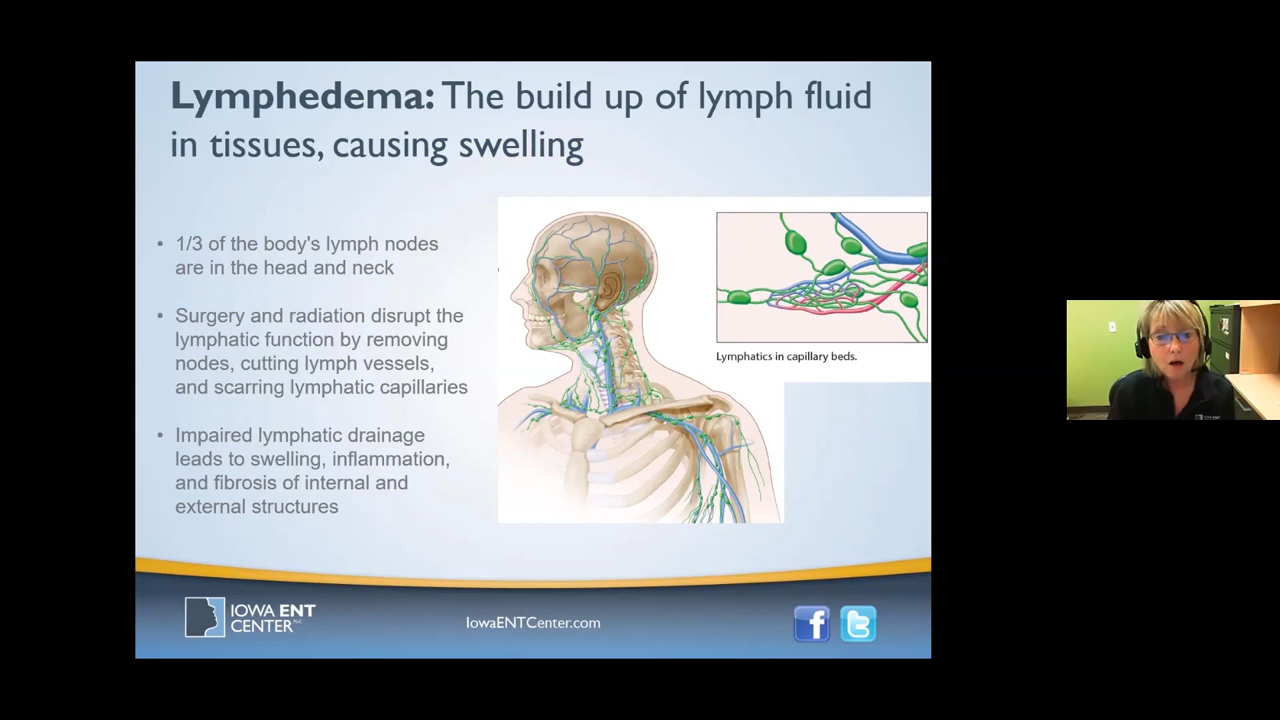 Lymphedema: The build up of lymph fluid
in tissues, causing swelling
• 1/3 of the body's lymph nodes
are in the head and neck
• Surgery and radiation disrupt the
lymphatic function by removing
nodes, cutting lymph vessels,
and scarring lymphatic capillaries
• Impaired lymphatic drainage
leads to swelling, inflammation,
and fibrosis of internal and
external structures
Lymphatics in capillary beds.
IOWA ENT
CENTER PLC
IowaENTCenter.com
f
t
IOWA ENT